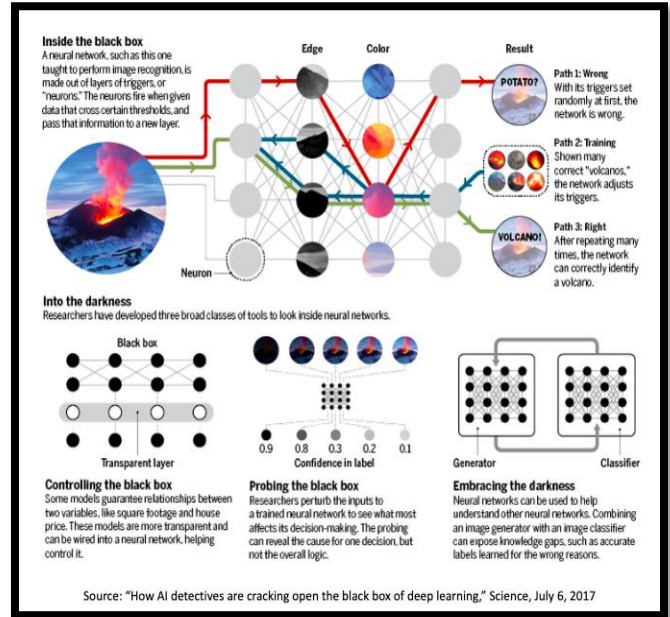 Inside the black box
A neural network, such as this one
taught to perform image recognition, is
made out of layers of triggers, or
"neurons." The neurons fire when given
data that cross certain thresholds, and
pass that information to a new layer.
Edge
Color
Result
POTATO?
Path 1: Wrong
With its triggers set
randomly at first, the
network is wrong.
Path 2: Training
Shown many
correct "volcanos,"
the network adjusts
its triggers.
VOLCANO!
Path 3: Right
After repeating many
times, the network
can correctly identify
a volcano.
Neuron
Into the darkness
Researchers have developed three broad classes of tools to look inside neural networks.
Black box
Transparent layer
Controlling the black box
Some models guarantee relationships between
two variables, like square footage and house
price. These models are more transparent and
can be wired into a neural network, helping
control it.
0.9 0.8 0.3 0.2 0.1
Confidence in label
Probing the black box
Researchers perturb the inputs to
a trained neural network to see what most
affects its decision-making. The probing
can reveal the cause for one decision, but
not the overall logic.
Generator
Classifier
Embracing the darkness
Neural networks can be used to help
understand other neural networks. Combining
an image generator with an image classifier
can expose knowledge gaps, such as accurate
labels learned for the wrong reasons.
Source: “How AI detectives are cracking open the black box of deep learning,” Science, July 6, 2017